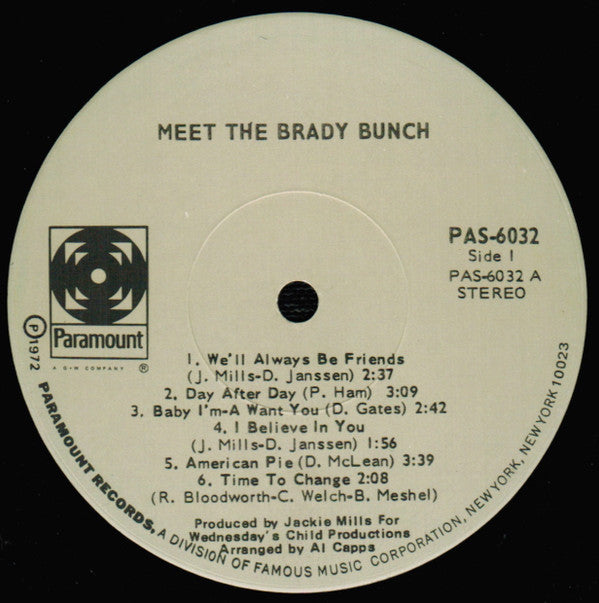 MEET THE BRADY BUNCH
PAS-6032
Side 1
PAS-6032 A
STEREO
Paramount
A G+W COMPANY ®
Ⓟ 1972
1. We'll Always Be Friends
(J. Mills-D. Janssen) 2:37
2. Day After Day (P. Ham) 3:09
3. Baby I'm-A Want You (D. Gates) 2:42
4. I Believe In You
(J. Mills-D. Janssen) 1:56
5. American Pie (D. McLean) 3:39
6. Time To Change 2:08
(R. Bloodworth-C. Welch-B. Meshel)
Produced by Jackie Mills For
Wednesday's Child Productions
Arranged by Al Capps
PARAMOUNT RECORDS, A DIVISION OF FAMOUS MUSIC CORPORATION, NEW YORK, NEW YORK 10023